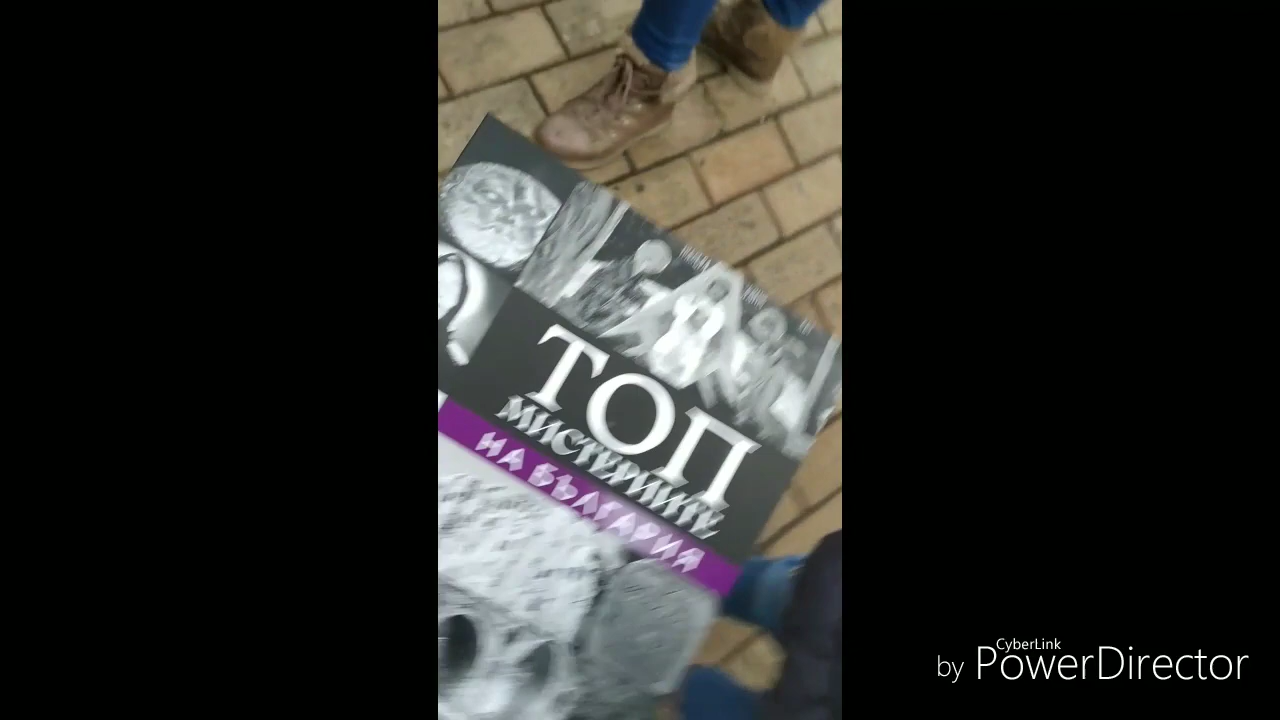 ТОП
МИСТЕРИИТЕ
НА БЪЛГАРИЯ
CyberLink
by PowerDirector